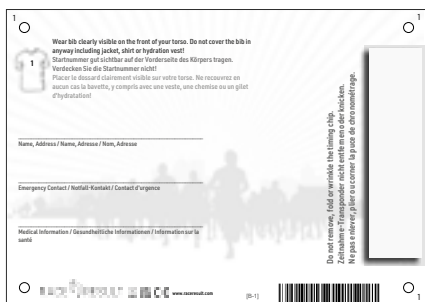 1
1
Wear bib clearly visible on the front of your torso. Do not cover the bib in
anyway including jacket, shirt or hydration vest!
Startnummer gut sichtbar auf der Vorderseite des Körpers tragen.
Verdecken Sie die Startnummer nicht!
Placer le dossard clairement visible sur votre torse. Ne recouvrez en
aucun cas la bavette, y compris avec une veste, une chemise ou un gilet
d'hydratation!
1
Name, Address / Name, Adresse / Nom, Adresse
Emergency Contact / Notfall-Kontakt / Contact d'urgence
Medical Information / Gesundheitliche Informationen / Information sur la
santé
Do not remove, fold or wrinkle the timing chip.
Zeitnahme-Transponder nicht entfernen oder knicken.
Ne pas enlever, plier ou corner la puce de chronométrage.
www.raceresult.com
[B-1]
1